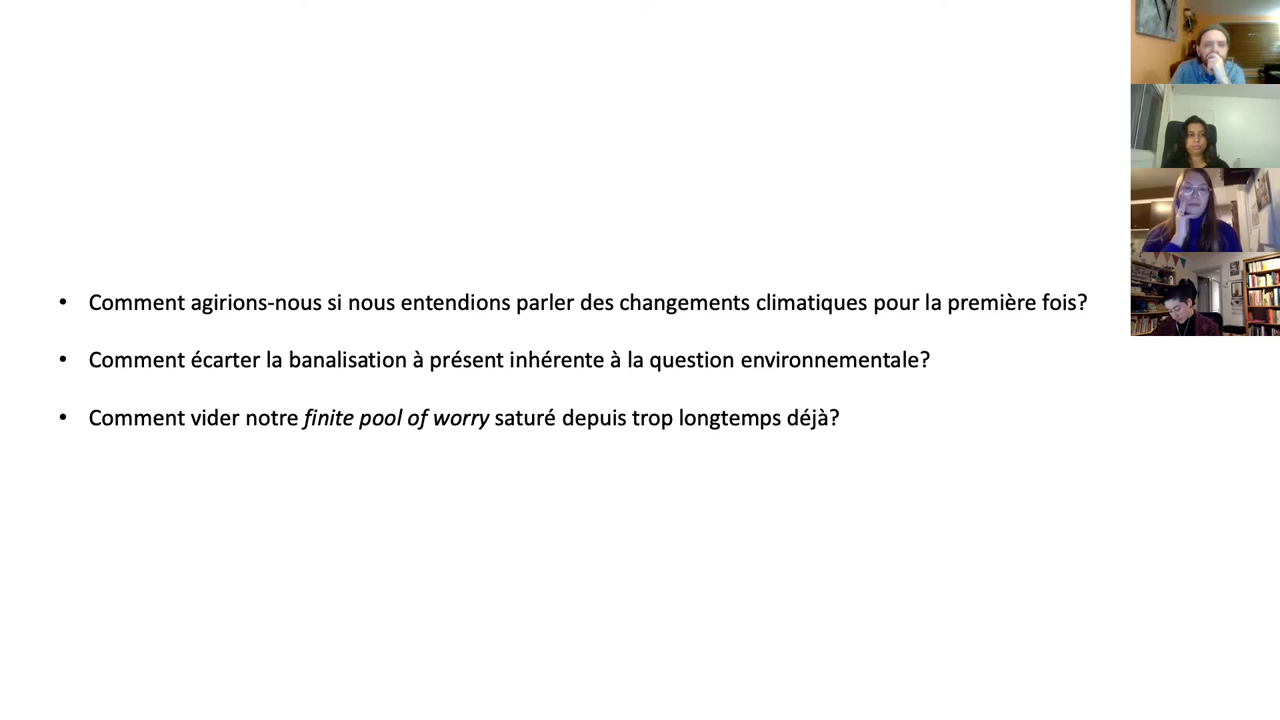 • Comment agirions-nous si nous entendions parler des changements climatiques pour la première fois?
• Comment écarter la banalisation à présent inhérente à la question environnementale?
• Comment vider notre finite pool of worry saturé depuis trop longtemps déjà?